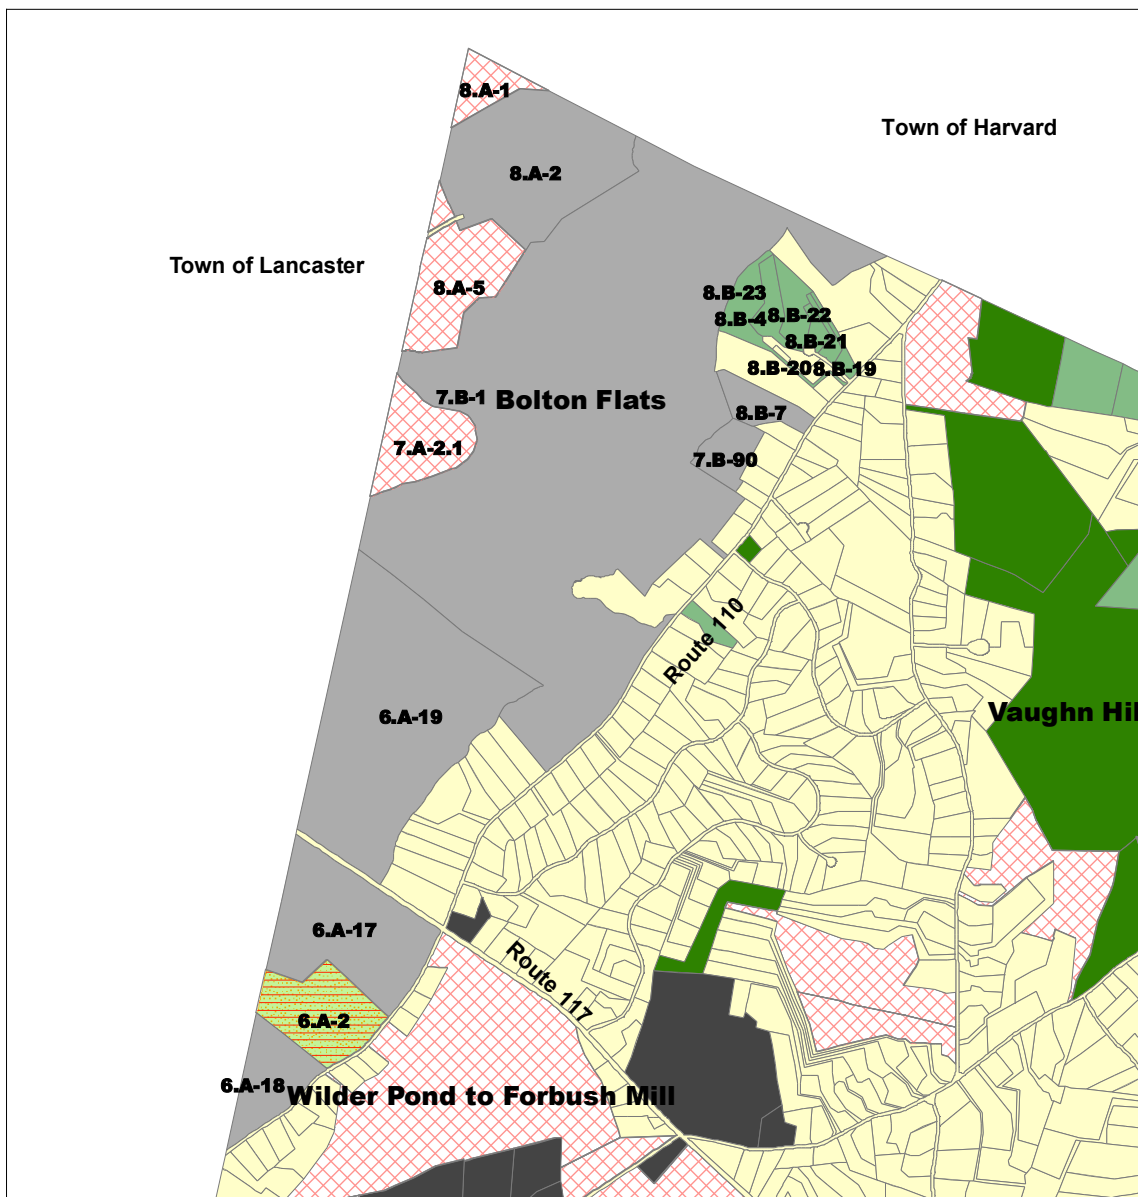 8.A-1
Town of Harvard
8.A-2
Town of Lancaster
8.A-5
8.B-23
8.B-4
8.B-22
8.B-21
8.B-20
8.B-19
7.B-1
Bolton Flats
8.B-7
7.A-2.1
7.B-90
Route 110
6.A-19
Vaughn Hil
6.A-17
Route 117
6.A-2
6.A-18
Wilder Pond to Forbush Mill